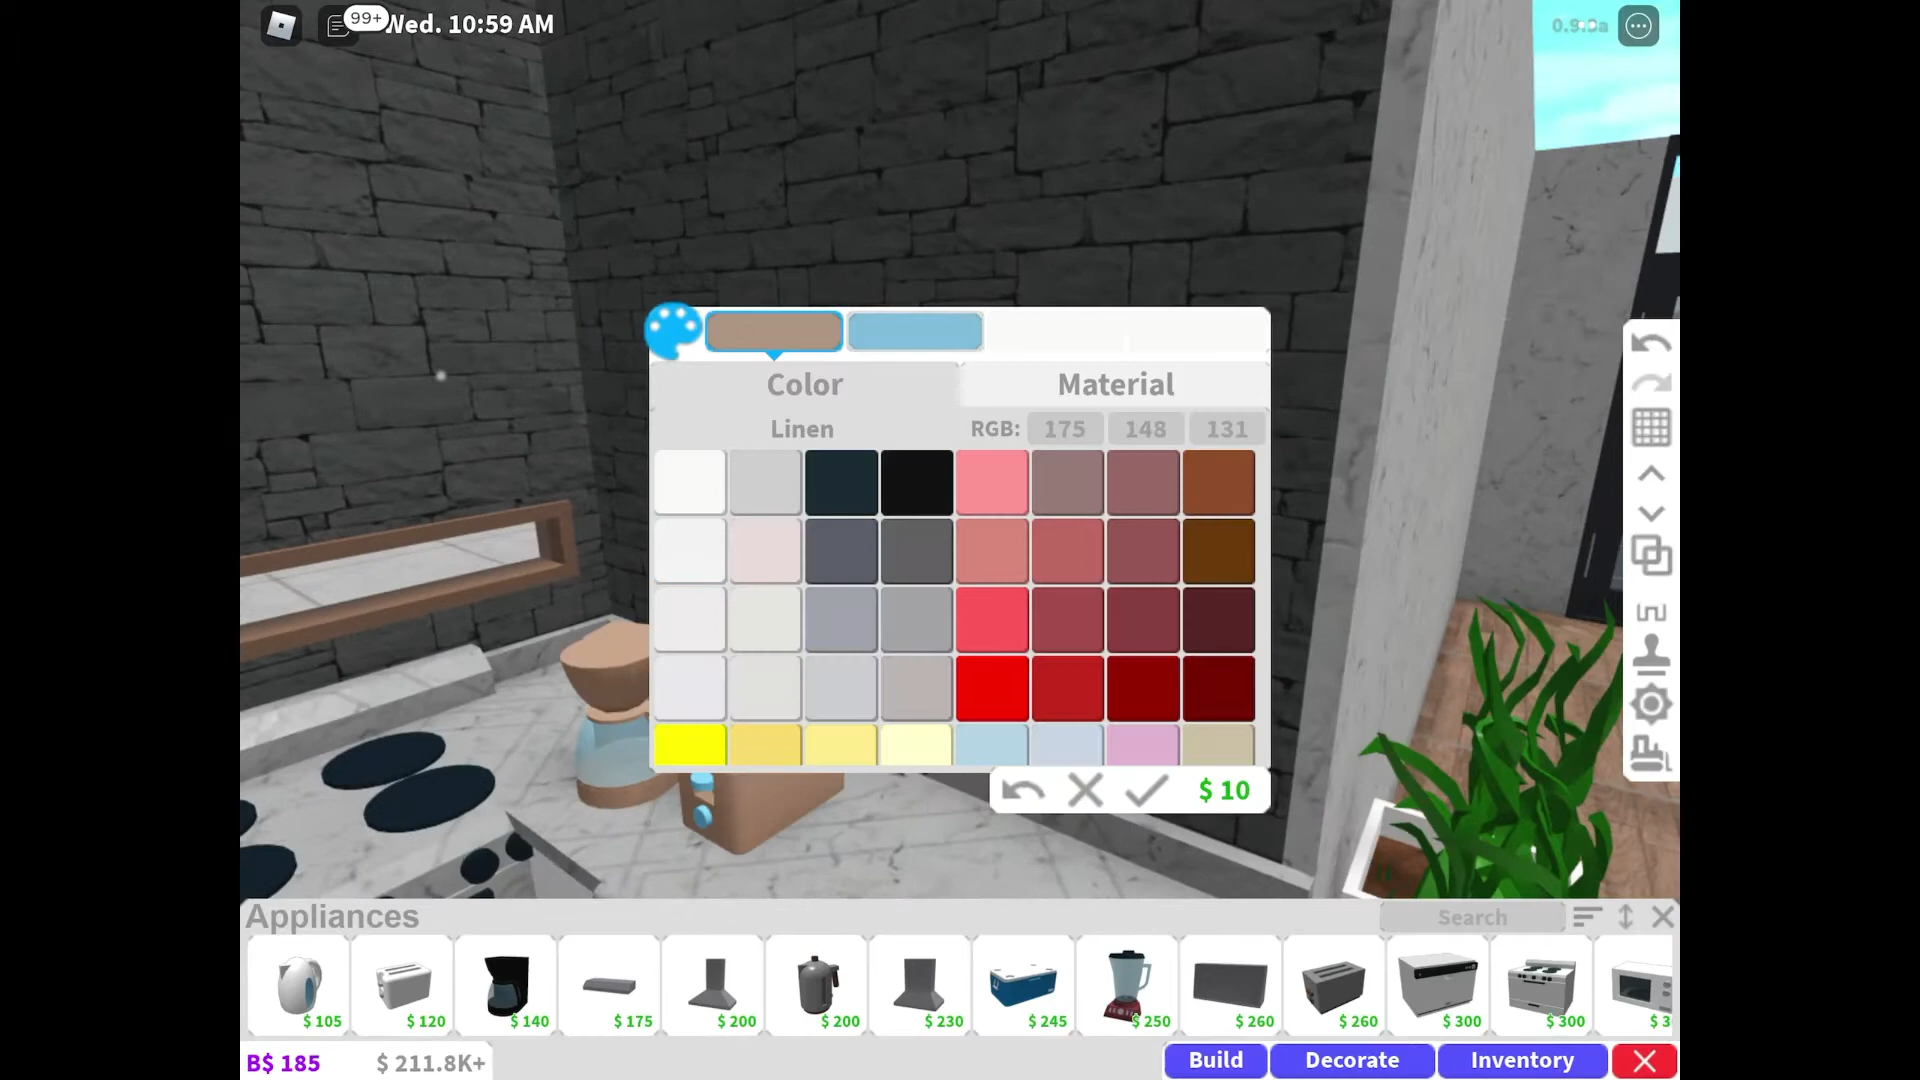 99+
Wed. 10:59 AM
Color
Material
Linen
RGB: 175 148 131
$ 10
Appliances
Search
$ 105
$ 120
$ 140
$ 175
$ 200
$ 200
$ 230
$ 245
$ 250
$ 260
$ 260
$ 300
$ 300
B$ 185
$ 211.8K+
Build
Decorate
Inventory